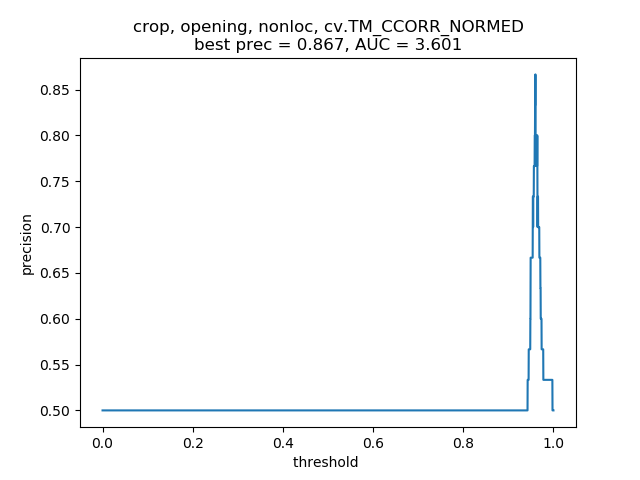 crop, opening, nonloc, cv.TM_CCORR_NORMED
best prec = 0.867, AUC = 3.601
0.85
0.80
0.75
0.70
0.65
0.60
0.55
0.50
precision
0.0 0.2 0.4 0.6 0.8 1.0
threshold